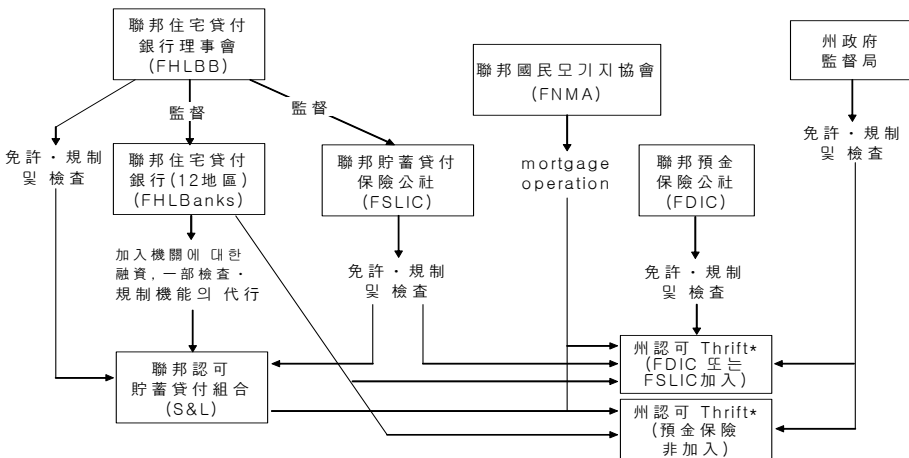 聯邦住宅貸付
銀行理事會
(FHLBB)
聯邦國民모기지協會
(FNMA)
州政府
監督局
監督
監督
免許・規制
및 檢査
聯邦住宅貸付
銀行(12地區)
(FHLBanks)
聯邦貯蓄貸付
保險公社
(FSLIC)
mortgage
operation
聯邦預金
保險公社
(FDIC)
免許・規制
및 檢査
加入機關에 대한
融資, 一部檢査・
規制機能의 代行
免許・規制
및 檢査
免許・規制
및 檢査
聯邦認可
貯蓄貸付組合
(S&L)
州認可 Thrift*
(FDIC 또는
FSLIC加入)
州認可 Thrift*
(預金保險
非加入)